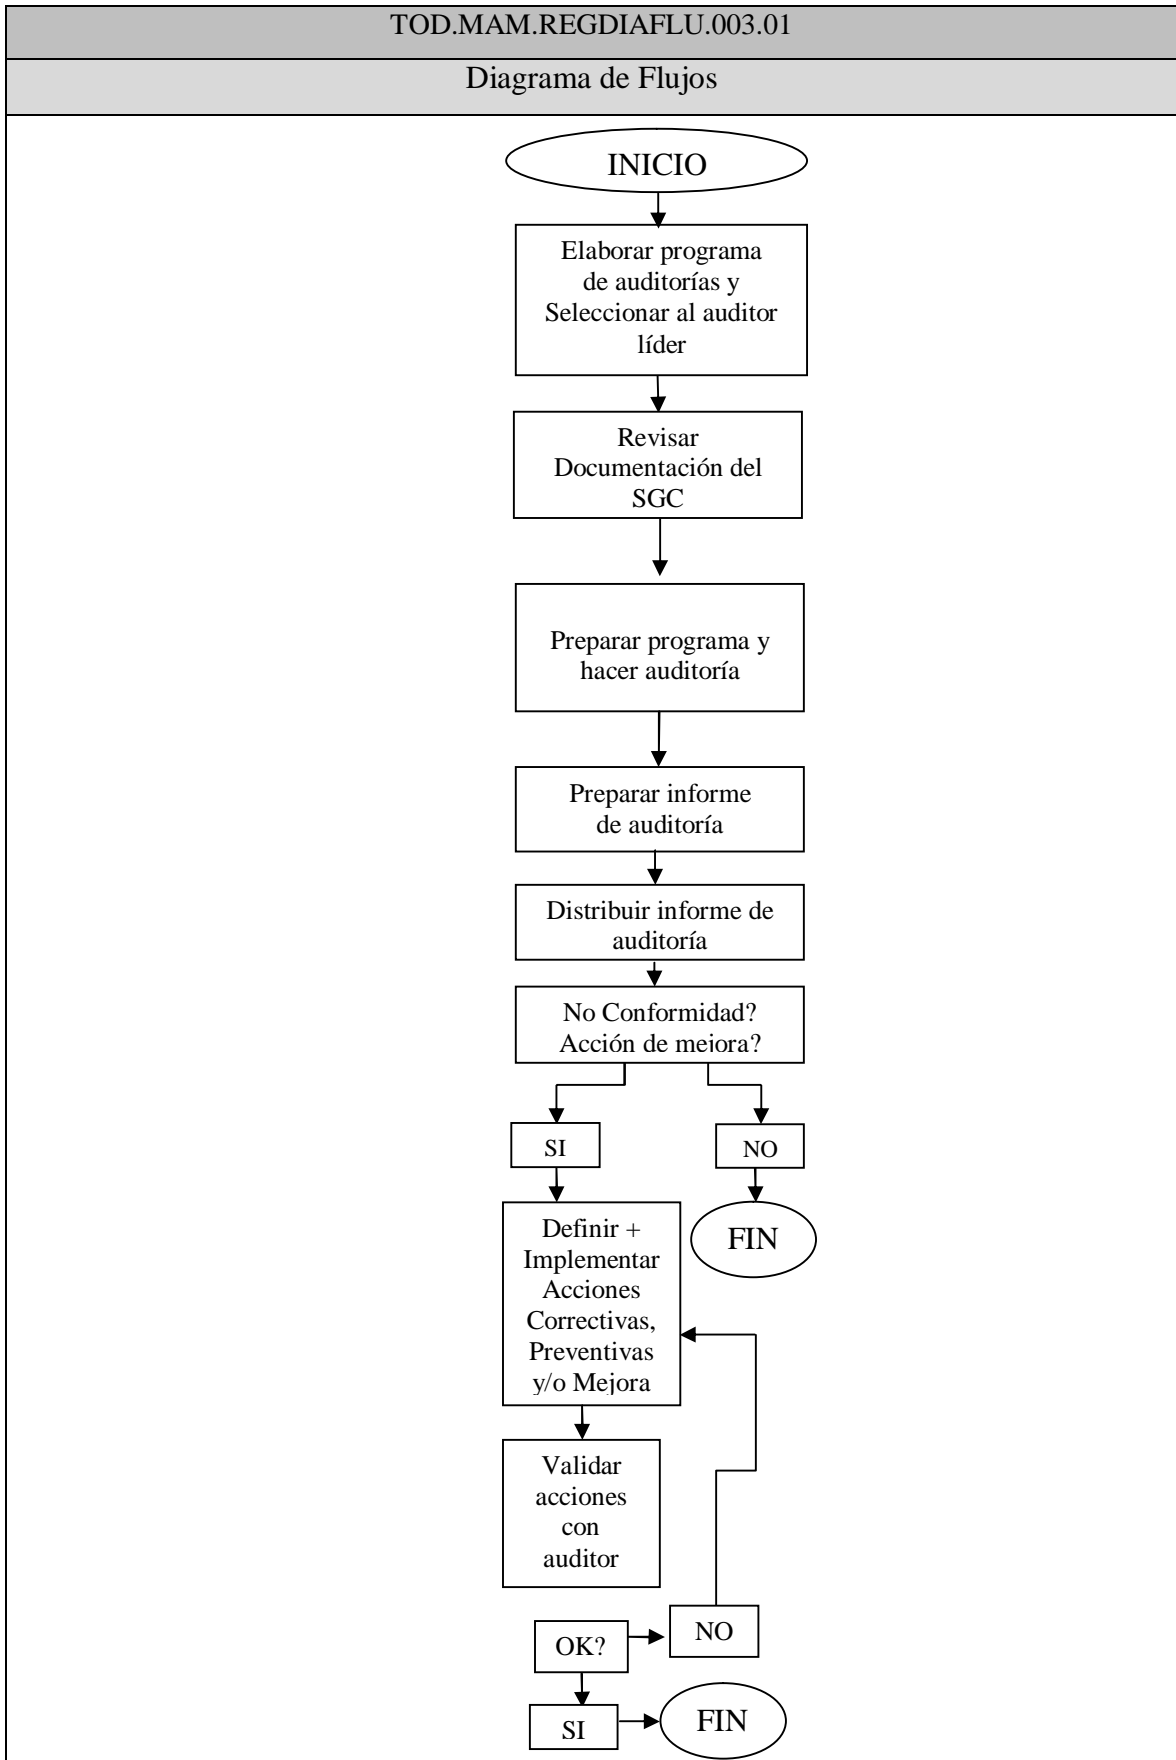 TOD.MAM.REGDIAFLU.003.01
Diagrama de Flujos
INICIO
Elaborar programa
de auditorías y
Seleccionar al auditor
líder
Revisar
Documentación del
SGC
Preparar programa y
hacer auditoría
Preparar informe
de auditoría
Distribuir informe de
auditoría
No Conformidad?
Acción de mejora?
SI
NO
Definir +
Implementar
Acciones
Correctivas,
Preventivas
y/o Mejora
FIN
Validar
acciones
con
auditor
OK?
NO
SI
FIN